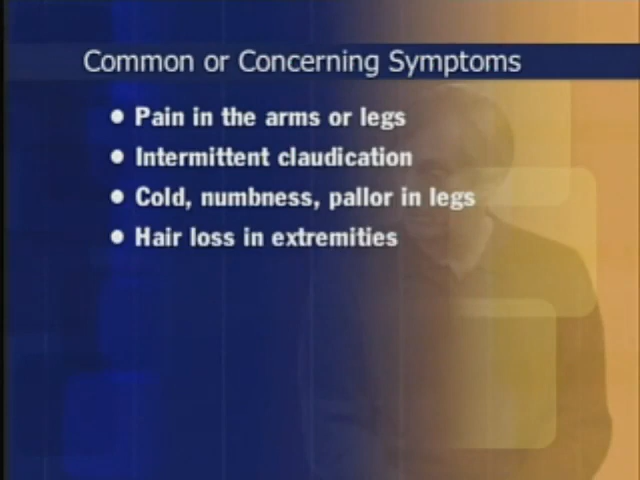 Common or Concerning Symptoms
• Pain in the arms or legs
• Intermittent claudication
• Cold, numbness, pallor in legs
• Hair loss in extremities